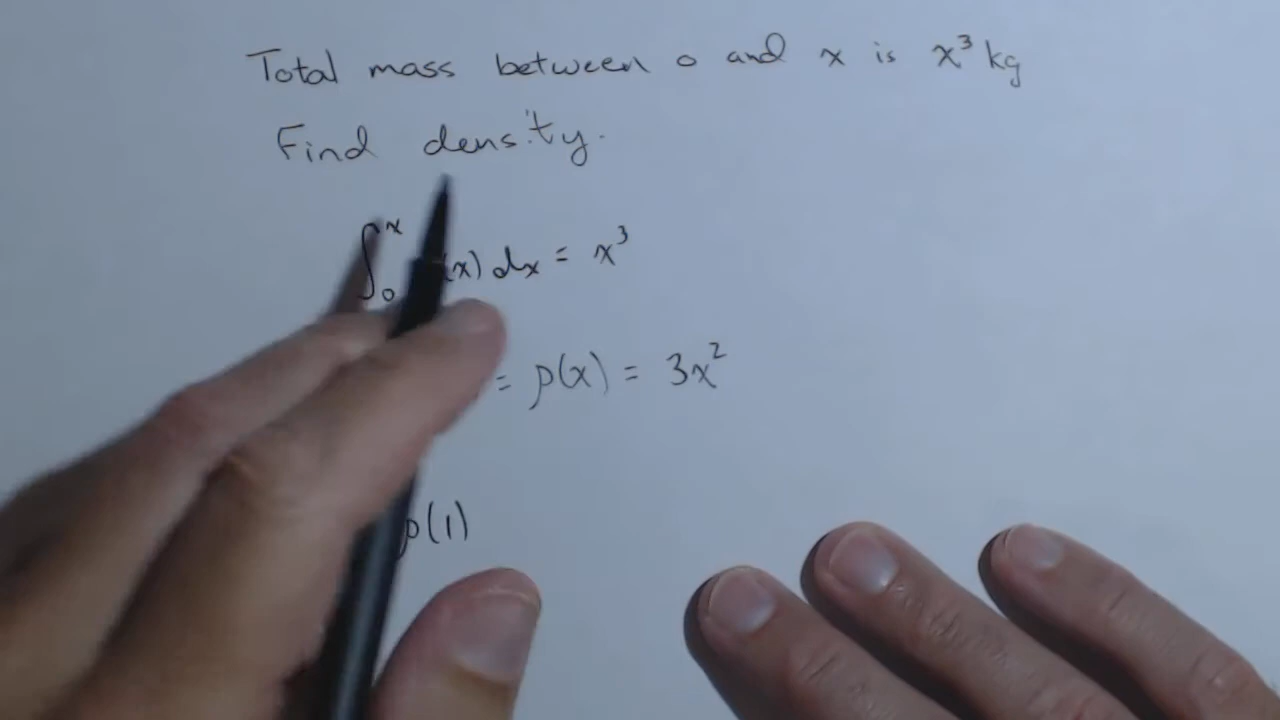 Total mass between 0 and x is x³ kg
Find density.
∫₀ˣ (x) dx = x³
= ρ(x) = 3x²
ρ(1)